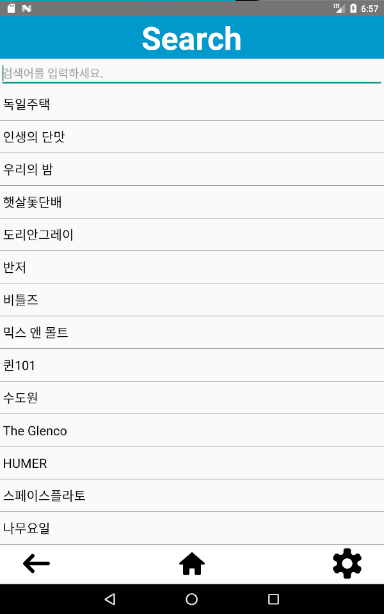 6:57
Search
검색어를 입력하세요.
독일주택
인생의 단맛
우리의 밤
햇살돛단배
도리안그레이
반저
비틀즈
믹스 앤 몰트
퀸101
수도원
The Glenco
HUMER
스페이스플라토
나무요일